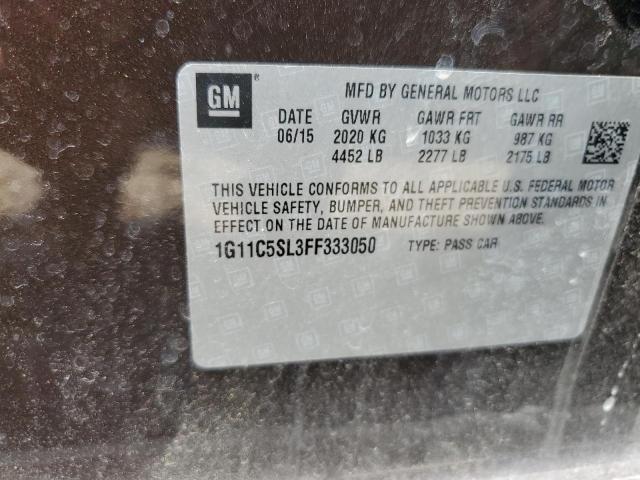 GM® MFD BY GENERAL MOTORS LLC
DATE GVWR GAWR FRT GAWR RR
06/15 2020 KG 1033 KG 987 KG
4452 LB 2277 LB 2175 LB
THIS VEHICLE CONFORMS TO ALL APPLICABLE U.S. FEDERAL MOTOR
VEHICLE SAFETY, BUMPER, AND THEFT PREVENTION STANDARDS IN
EFFECT ON THE DATE OF MANUFACTURE SHOWN ABOVE.
1G11C5SL3FF333050 TYPE: PASS CAR